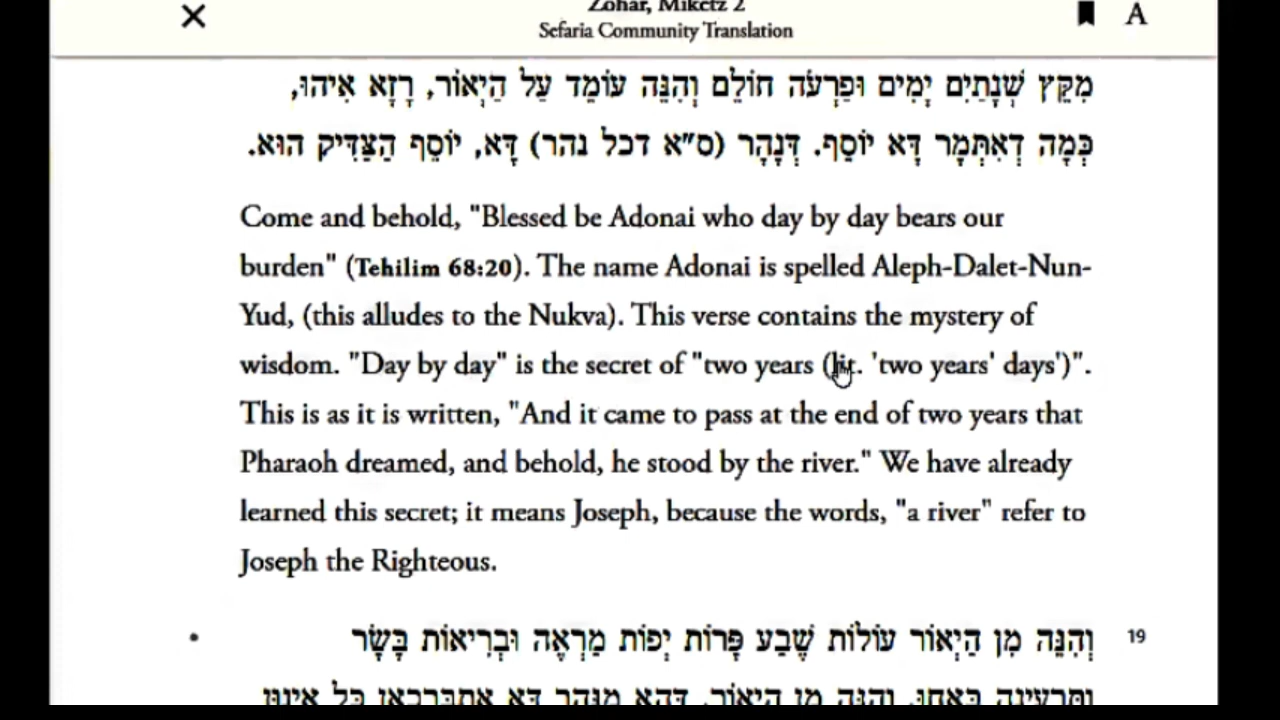 Zohar, Miketz 2
Sefaria Community Translation
A
מִקֵּץ שְׁנָתַיִם יָמִים וּפַרְעֹה חוֹלֵם וְהִנֵּה עוֹמֵד עַל הַיְאוֹר, רָזָא אִיהוּ,
כְּמָה דְאִתְּמָר דָּא יוֹסֵף. דְּנָהָר (ס"א דכל נהר) דָּא, יוֹסֵף הַצַּדִּיק הוּא.
Come and behold, "Blessed be Adonai who day by day bears our
burden" (Tehilim 68:20). The name Adonai is spelled Aleph-Dalet-Nun-
Yud, (this alludes to the Nukva). This verse contains the mystery of
wisdom. "Day by day" is the secret of "two years (lit. 'two years' days')".
This is as it is written, "And it came to pass at the end of two years that
Pharaoh dreamed, and behold, he stood by the river." We have already
learned this secret; it means Joseph, because the words, "a river" refer to
Joseph the Righteous.
19
וְהִנֵּה מִן הַיְאוֹר עוֹלוֹת שֶׁבַע פָּרוֹת יְפוֹת מַרְאֶה וּבְרִיאוֹת בָּשָׂר
וַתִּרְעֶינָה בָּאָחוּ. וְהִנֵּה מִן הַיְאוֹר, דְּהָא מִנָּהָר דָּא אִתְבָּרְכָאן כָּל אִינּוּן